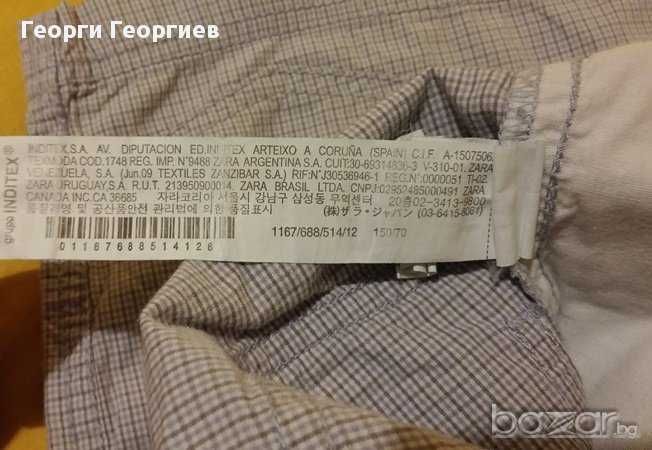 Георги Георгиев
grupo INDITEX ®
INDITEX.S.A. AV. DIPUTACION ED.INDITEX ARTEIXO A CORUÑA (SPAIN) C.I.F. A-1507506
TEXMODA COD.1748 REG. IMP. N°9488 ZARA ARGENTINA S.A. CUIT:30-69314836-3 V-310-01. ZARA
VENEZUELA, S.A. (Jun.09 TEXTILES ZANZIBAR S.A.) RIF:N°J30536946-1 REG.N°:0000051 TI-02
ZARA URUGUAY.S.A. R.U.T. 213950900014. ZARA BRASIL LTDA. CNPJ:02952485000491 ZARA
CANADA INC.CA 36685 자라코리아 서울시 강남구 삼성동 무역센터 20층02-3413-9800
품질경영 및 공산품안전 관리법에 의한 품질표시 (株)ザラ・ジャパン (03-6415-8061)
01167688514126
1167/688/514/12 150/70
bazar.bg